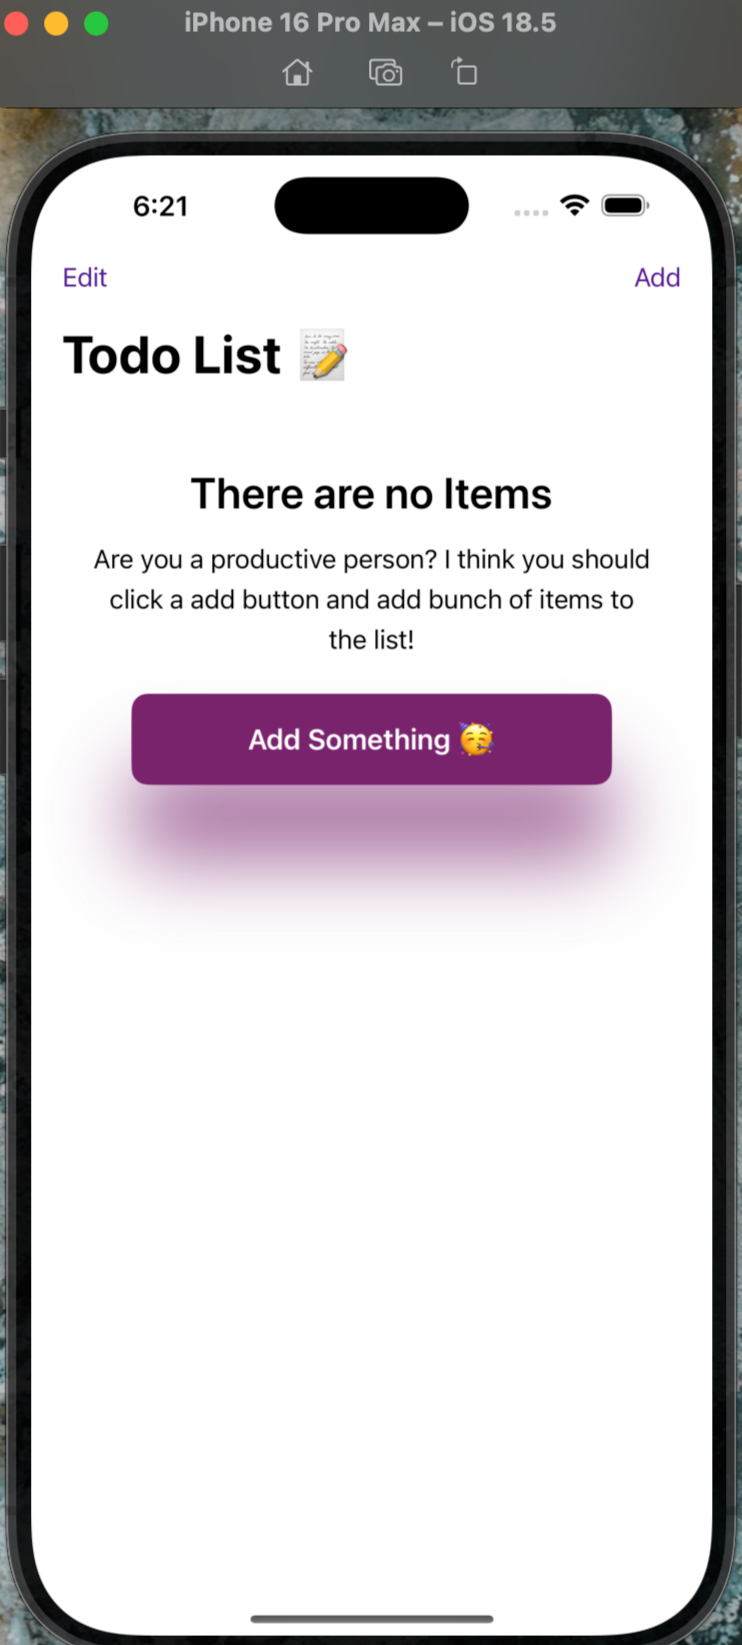 iPhone 16 Pro Max – iOS 18.5
6:21
Edit
Add
Todo List 📝
There are no Items
Are you a productive person? I think you should
click a add button and add bunch of items to
the list!
Add Something 🥳